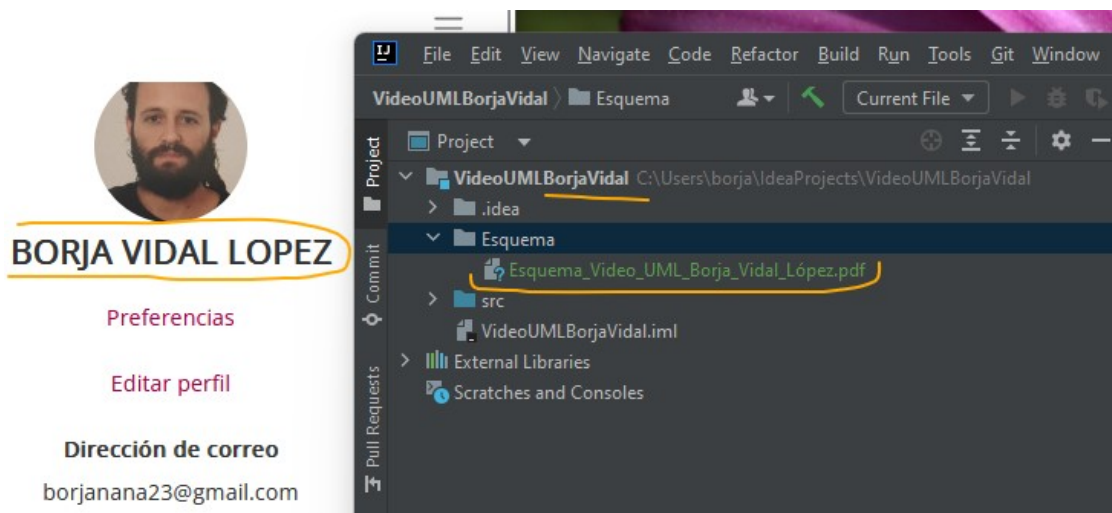 BORJA VIDAL LOPEZ
Preferencias
Editar perfil
Dirección de correo
borjanana23@gmail.com
IJ File Edit View Navigate Code Refactor Build Run Tools Git Window
VideoUMLBorjaVidal Esquema Current File
Project
Project
Commit
Pull Requests
VideoUMLBorjaVidal C:\Users\borja\IdeaProjects\VideoUMLBorjaVidal
.idea
Esquema
Esquema_Video_UML_Borja_Vidal_López.pdf
src
VideoUMLBorjaVidal.iml
External Libraries
Scratches and Consoles